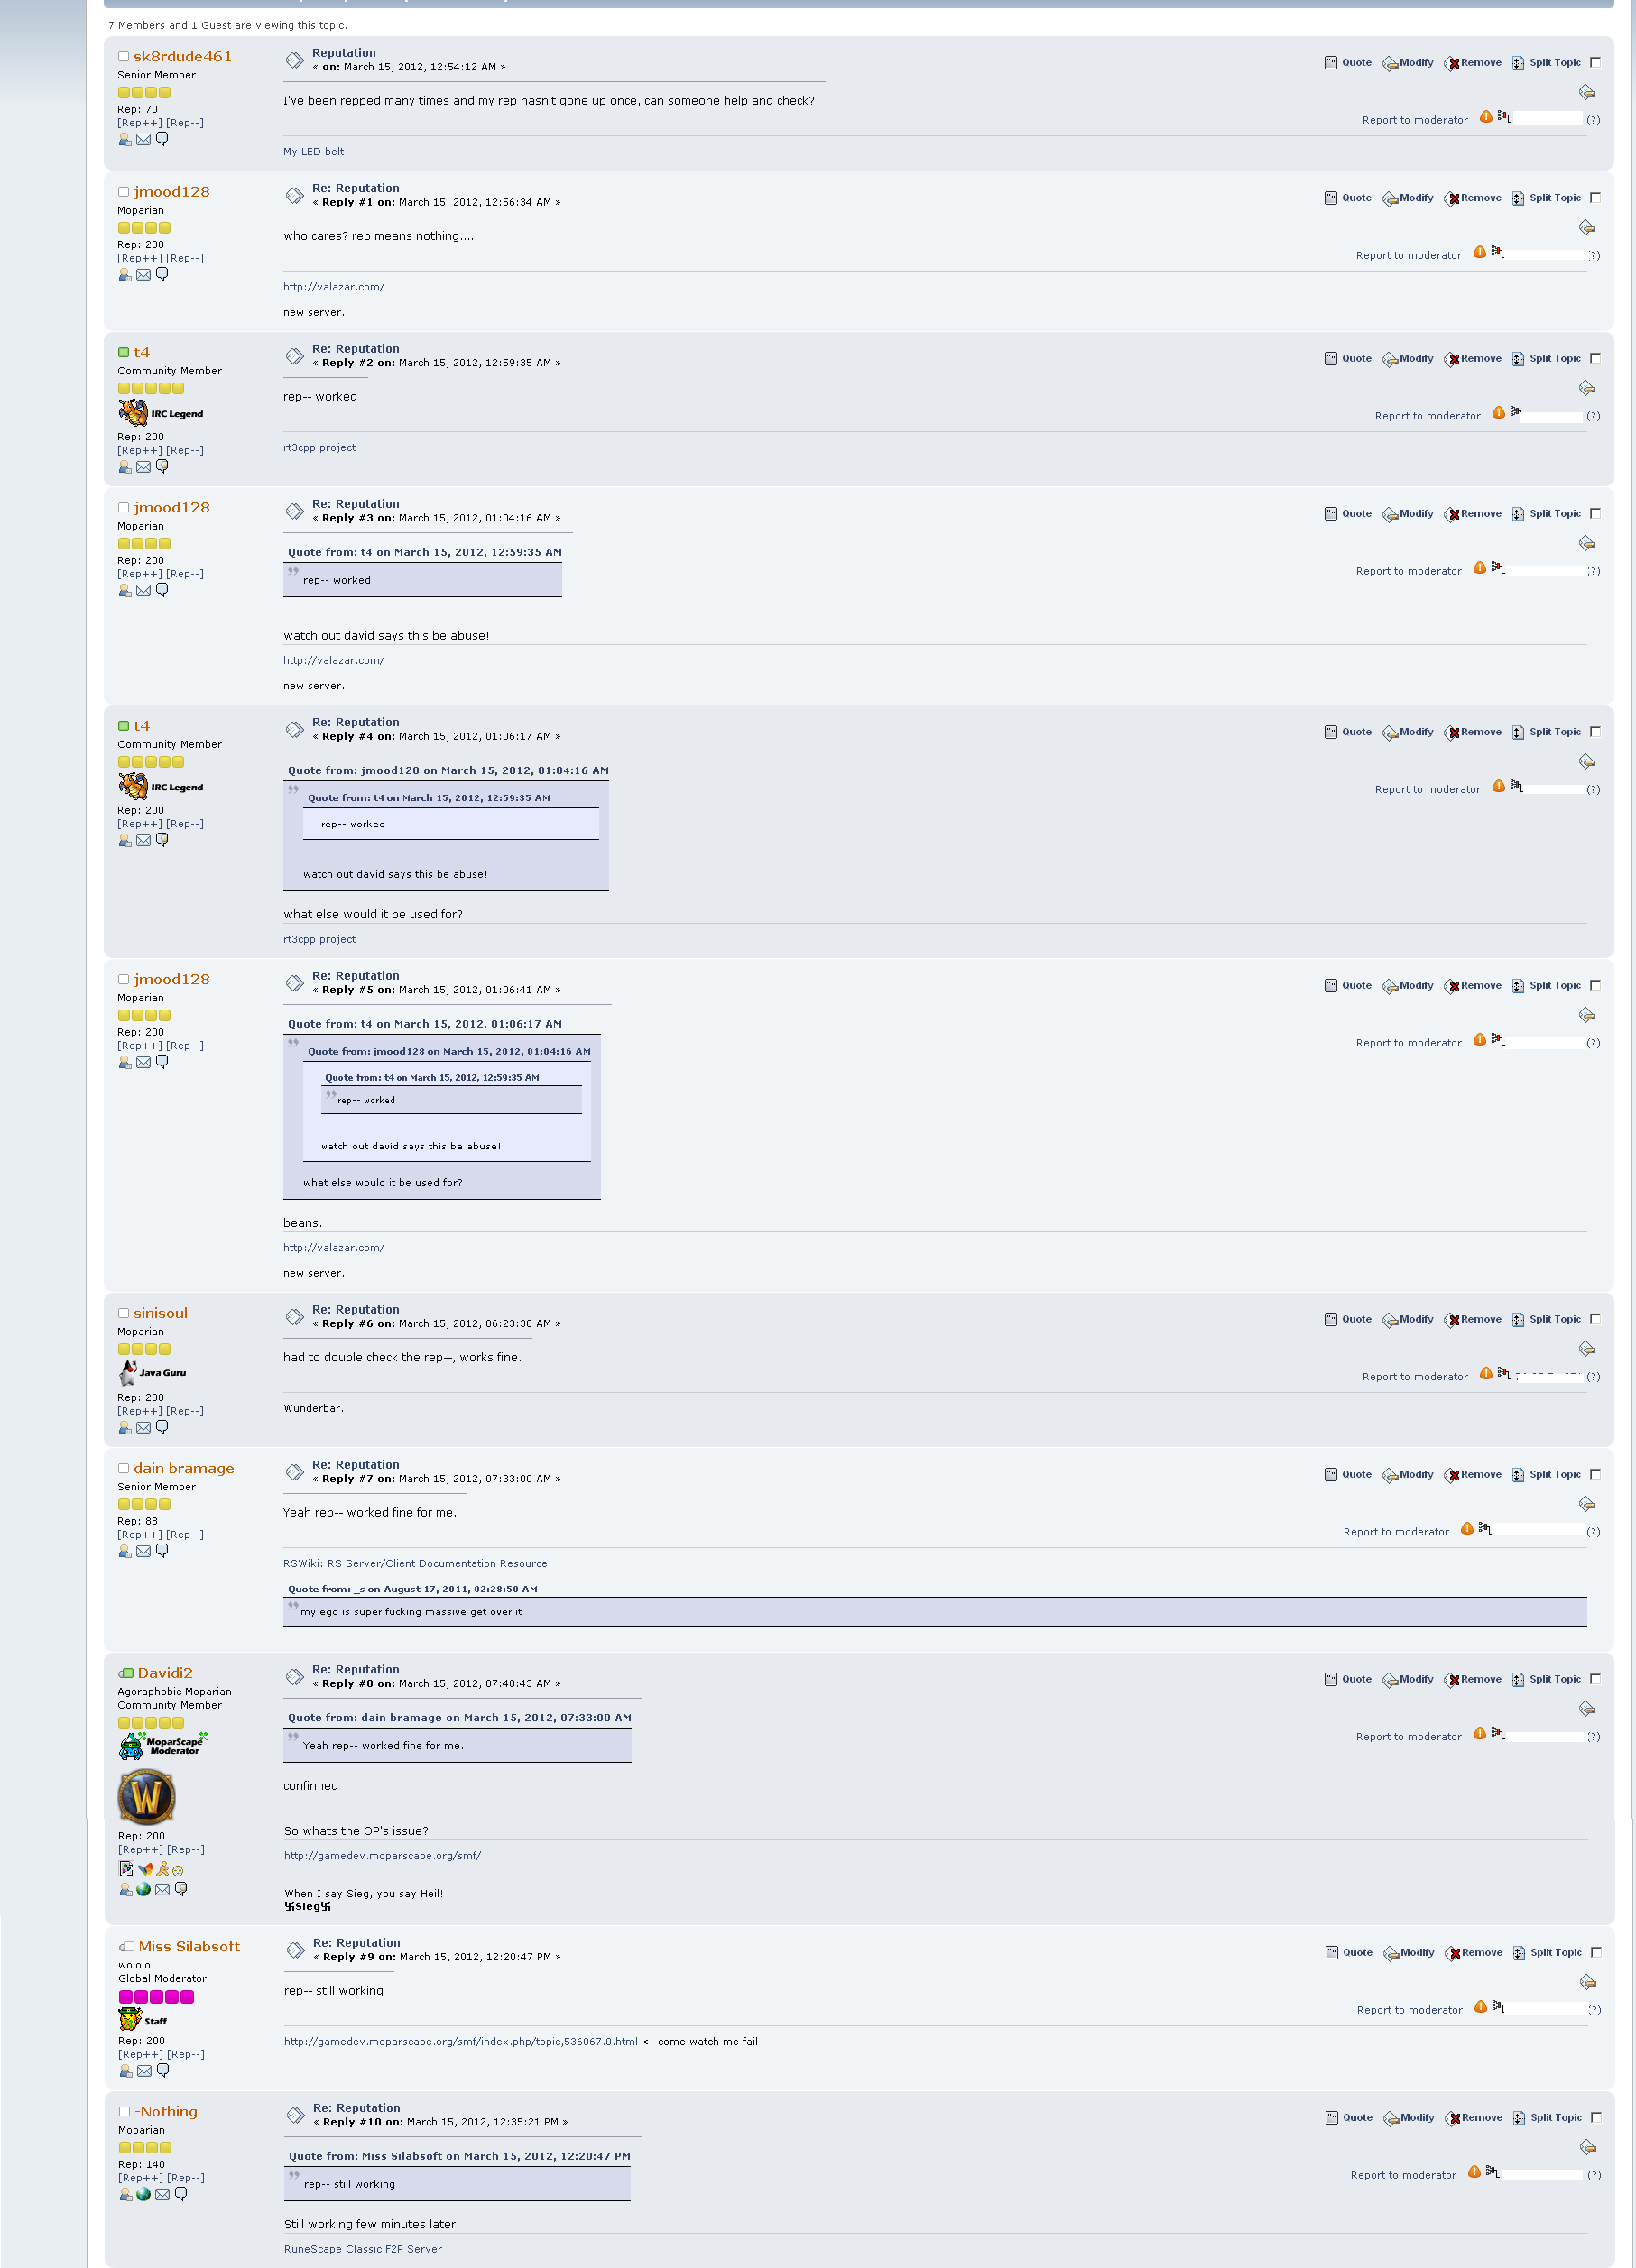 7 Members and 1 Guest are viewing this topic.
sk8rdude461
Senior Member
Rep: 70
[Rep++] [Rep--]
Reputation
« on: March 15, 2012, 12:54:12 AM »
Quote Modify Remove Split Topic
I've been repped many times and my rep hasn't gone up once, can someone help and check?
Report to moderator (?)
My LED belt
jmood128
Moparian
Rep: 200
[Rep++] [Rep--]
Re: Reputation
« Reply #1 on: March 15, 2012, 12:56:34 AM »
Quote Modify Remove Split Topic
who cares? rep means nothing....
Report to moderator (?)
http://valazar.com/
new server.
t4
Community Member
IRC Legend
Rep: 200
[Rep++] [Rep--]
Re: Reputation
« Reply #2 on: March 15, 2012, 12:59:35 AM »
Quote Modify Remove Split Topic
rep-- worked
Report to moderator (?)
rt3cpp project
jmood128
Moparian
Rep: 200
[Rep++] [Rep--]
Re: Reputation
« Reply #3 on: March 15, 2012, 01:04:16 AM »
Quote Modify Remove Split Topic
Quote from: t4 on March 15, 2012, 12:59:35 AM
rep-- worked
Report to moderator (?)
watch out david says this be abuse!
http://valazar.com/
new server.
t4
Community Member
IRC Legend
Rep: 200
[Rep++] [Rep--]
Re: Reputation
« Reply #4 on: March 15, 2012, 01:06:17 AM »
Quote Modify Remove Split Topic
Quote from: jmood128 on March 15, 2012, 01:04:16 AM
Quote from: t4 on March 15, 2012, 12:59:35 AM
rep-- worked
Report to moderator (?)
watch out david says this be abuse!
what else would it be used for?
rt3cpp project
jmood128
Moparian
Rep: 200
[Rep++] [Rep--]
Re: Reputation
« Reply #5 on: March 15, 2012, 01:06:41 AM »
Quote Modify Remove Split Topic
Quote from: t4 on March 15, 2012, 01:06:17 AM
Quote from: jmood128 on March 15, 2012, 01:04:16 AM
Quote from: t4 on March 15, 2012, 12:59:35 AM
rep-- worked
Report to moderator (?)
watch out david says this be abuse!
what else would it be used for?
beans.
http://valazar.com/
new server.
sinisoul
Moparian
Java Guru
Rep: 200
[Rep++] [Rep--]
Re: Reputation
« Reply #6 on: March 15, 2012, 06:23:30 AM »
Quote Modify Remove Split Topic
had to double check the rep--, works fine.
Report to moderator (?)
Wunderbar.
dain bramage
Senior Member
Rep: 88
[Rep++] [Rep--]
Re: Reputation
« Reply #7 on: March 15, 2012, 07:33:00 AM »
Quote Modify Remove Split Topic
Yeah rep-- worked fine for me.
Report to moderator (?)
RSWiki: RS Server/Client Documentation Resource
Quote from: _s on August 17, 2011, 02:28:50 AM
my ego is super fucking massive get over it
Davidi2
Agoraphobic Moparian
Community Member
MoparScape
Moderator
W
Rep: 200
[Rep++] [Rep--]
Re: Reputation
« Reply #8 on: March 15, 2012, 07:40:43 AM »
Quote Modify Remove Split Topic
Quote from: dain bramage on March 15, 2012, 07:33:00 AM
Yeah rep-- worked fine for me.
Report to moderator (?)
confirmed
So whats the OP's issue?
http://gamedev.moparscape.org/smf/
When I say Sieg, you say Heil!
卐Sieg卐
Miss Silabsoft
wololo
Global Moderator
Staff
Rep: 200
[Rep++] [Rep--]
Re: Reputation
« Reply #9 on: March 15, 2012, 12:20:47 PM »
Quote Modify Remove Split Topic
rep-- still working
Report to moderator (?)
http://gamedev.moparscape.org/smf/index.php/topic,536067.0.html <- come watch me fail
-Nothing
Moparian
Rep: 140
[Rep++] [Rep--]
Re: Reputation
« Reply #10 on: March 15, 2012, 12:35:21 PM »
Quote Modify Remove Split Topic
Quote from: Miss Silabsoft on March 15, 2012, 12:20:47 PM
rep-- still working
Report to moderator (?)
Still working few minutes later.
RuneScape Classic F2P Server